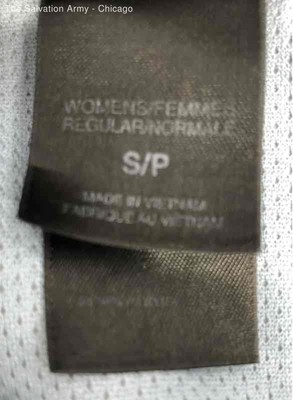 The Salvation Army - Chicago
WOMENS/FEMMES
REGULAR/NORMALE
S/P
MADE IN VIETNAM
FABRIQUE AU VIETNAM